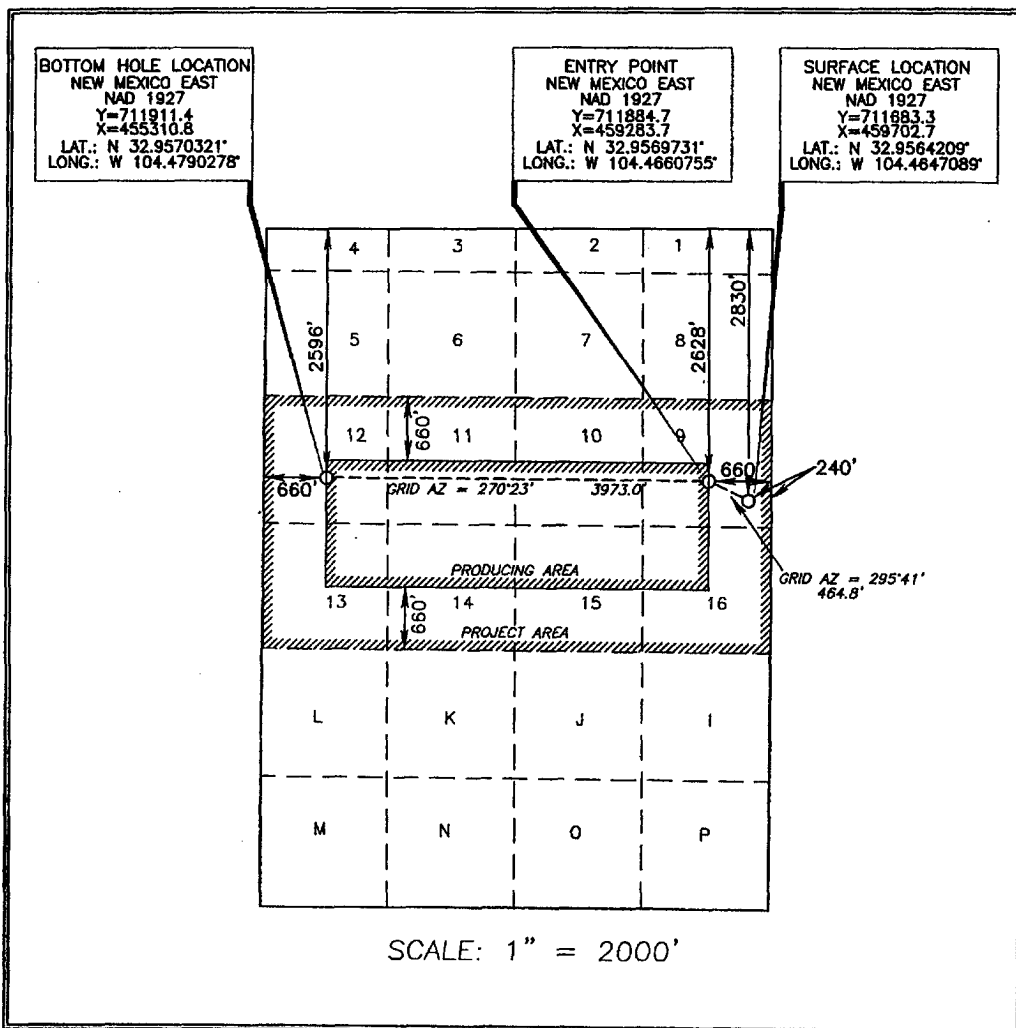 BOTTOM HOLE LOCATION
NEW MEXICO EAST
NAD 1927
Y=711911.4
X=455310.8
LAT.: N 32.9570321°
LONG.: W 104.4790278°
ENTRY POINT
NEW MEXICO EAST
NAD 1927
Y=711884.7
X=459283.7
LAT.: N 32.9569731°
LONG.: W 104.4660755°
SURFACE LOCATION
NEW MEXICO EAST
NAD 1927
Y=711683.3
X=459702.7
LAT.: N 32.9564209°
LONG.: W 104.4647089°
4 3 2 1
2596'
2628'
2830'
5 6 7 8
12 11 10 9
660'
660'
660'
240'
GRID AZ = 270°23' 3973.0'
GRID AZ = 295°41'
464.8'
PRODUCING AREA
13 14 15 16
660'
PROJECT AREA
L K J I
M N O P
SCALE: 1" = 2000'